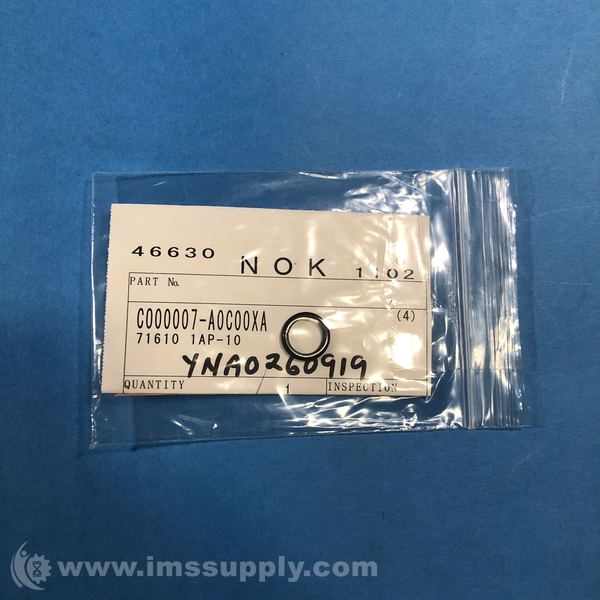 46630 NOK 1102
PART No.
C000007-A0C00XA (4)
71610 1AP-10
YNA0260919
QUANTITY 1 INSPECTION
www.imssupply.com